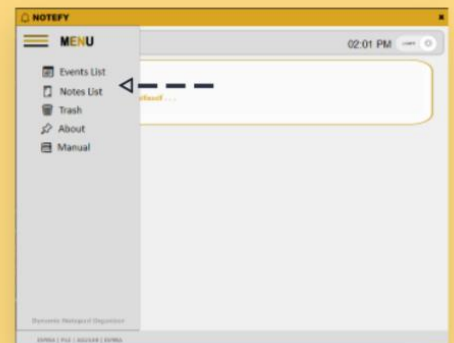 NOTEFY
MENU
02:01 PM
Events List
Notes List
Trash
About
Manual